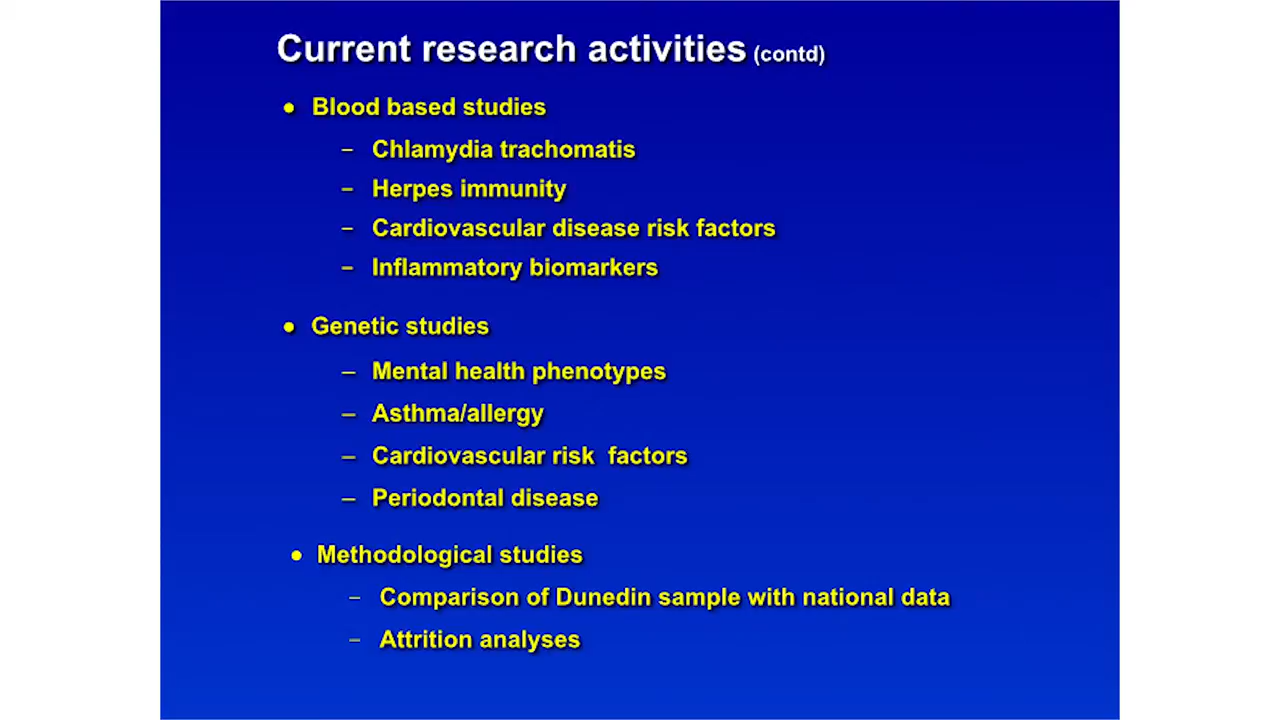 Current research activities (contd)
● Blood based studies
– Chlamydia trachomatis
– Herpes immunity
– Cardiovascular disease risk factors
– Inflammatory biomarkers
● Genetic studies
– Mental health phenotypes
– Asthma/allergy
– Cardiovascular risk  factors
– Periodontal disease
● Methodological studies
– Comparison of Dunedin sample with national data
– Attrition analyses